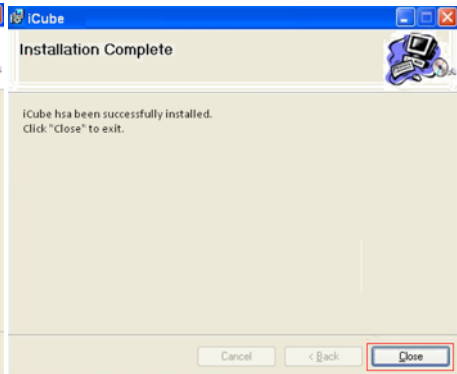 iCube
Installation Complete
iCube hsa been successfully installed.
Click "Close" to exit.
Cancel
< Back
Close